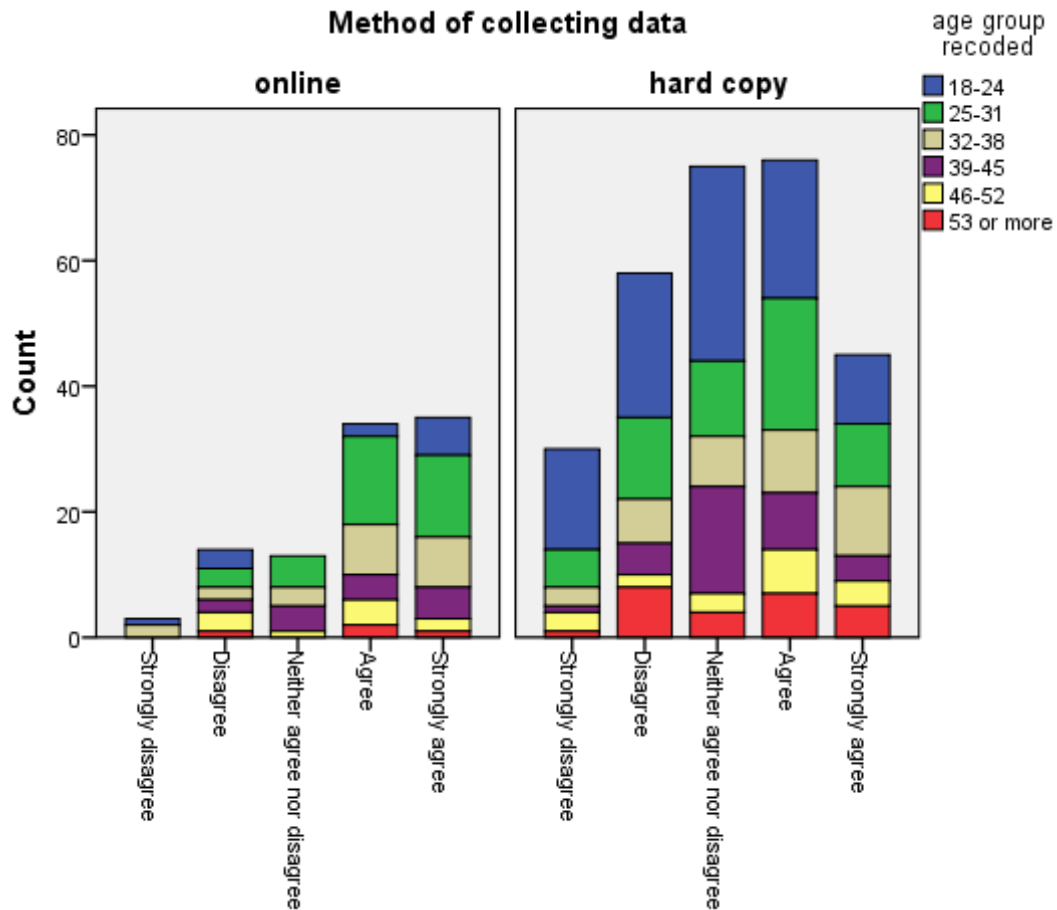 Method of collecting data
online
hard copy
age group
recoded
18-24
25-31
32-38
39-45
46-52
53 or more
Count
80
60
40
20
0
Strongly disagree
Disagree
Neither agree nor disagree
Agree
Strongly agree
Strongly disagree
Disagree
Neither agree nor disagree
Agree
Strongly agree